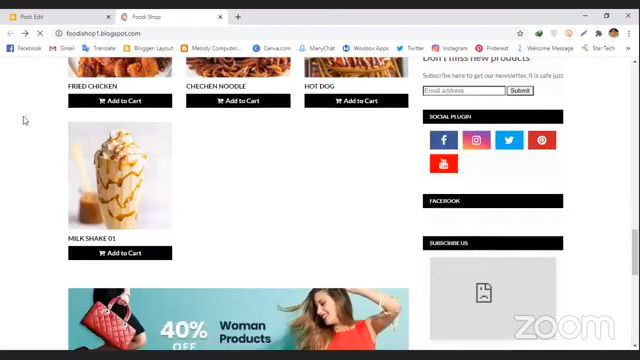 Post Edit
Foodi Shop
foodishop1.blogspot.com
Facebook
Gmail
Translate
Blogger: Layout
Melody Computer...
Canva.com
ManyChat
Woobox Apps
Twitter
Instagram
Pinterest
Welcome Message
Star Tech
Don't miss new products
Subscribe here to get our newsletter, it is safe just
Email address
Submit
FRIED CHICKEN
CHECHEN NOODLE
HOT DOG
Add to Cart
Add to Cart
Add to Cart
SOCIAL PLUGIN
MILK SHAKE 01
Add to Cart
FACEBOOK
SUBSCRIBE US
40%
OFF
Woman
Products
zoom